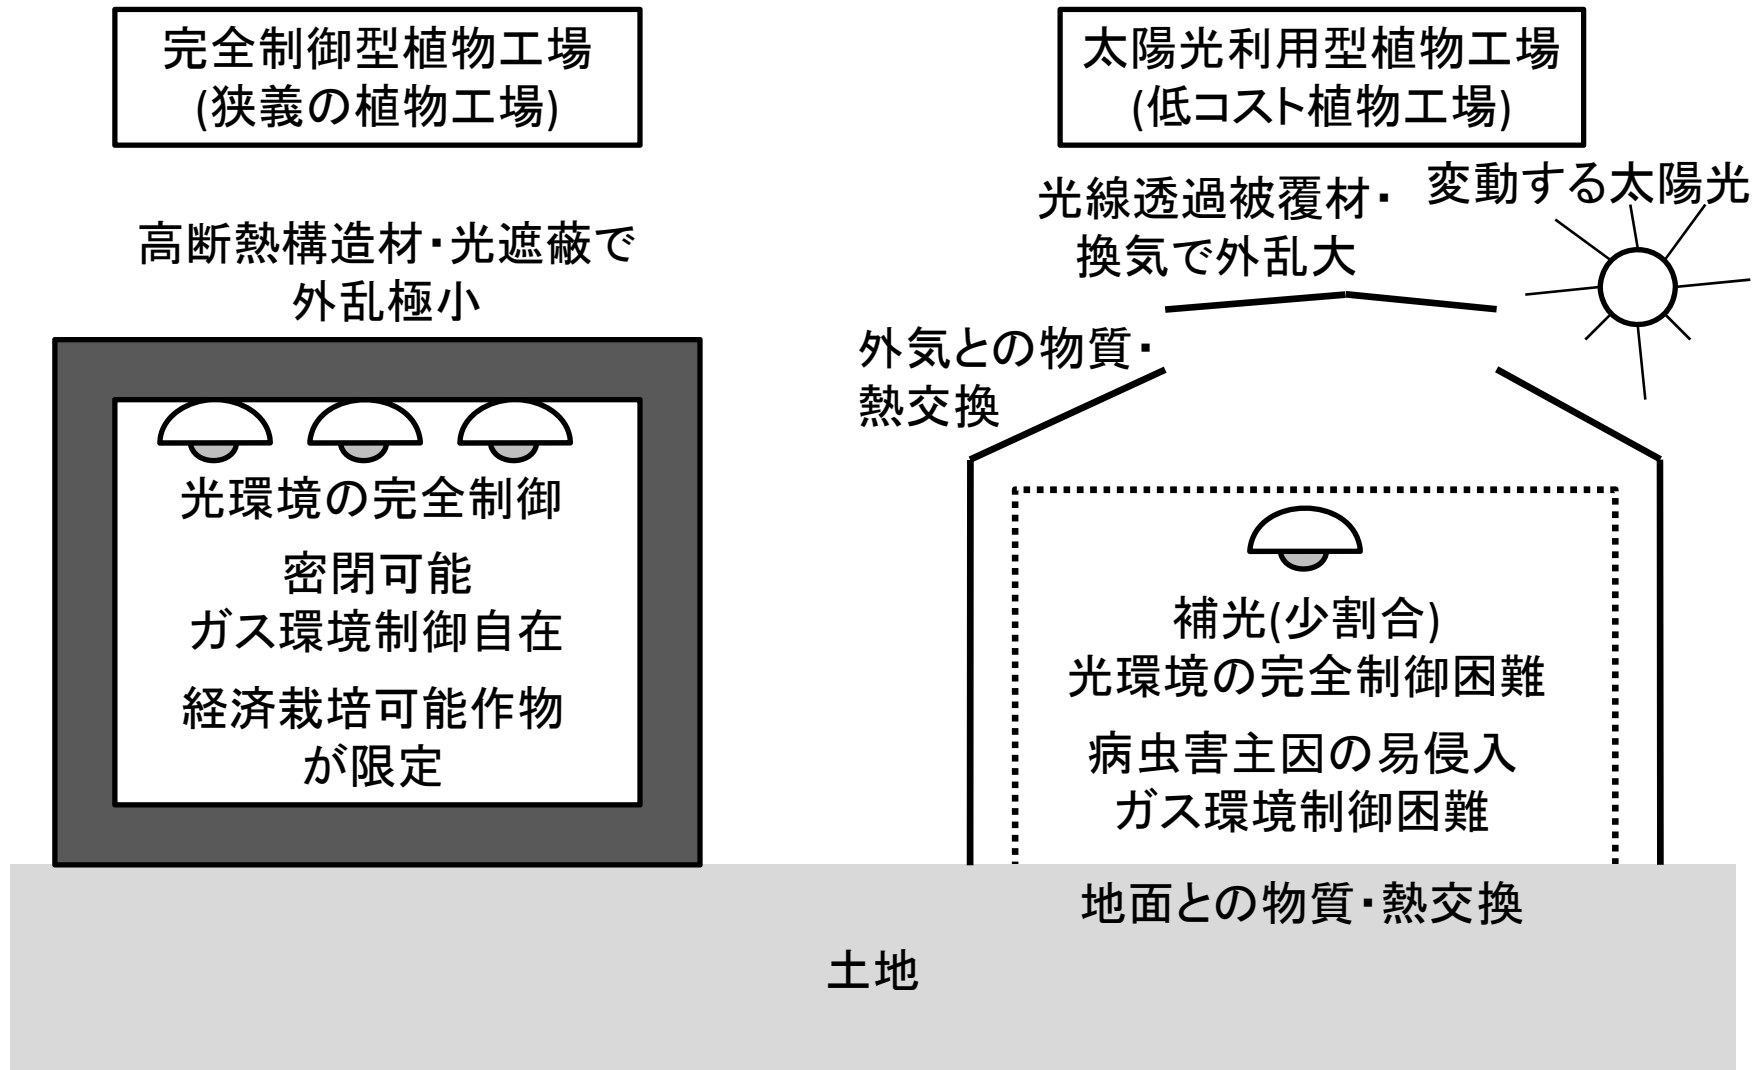 完全制御型植物工場
(狭義の植物工場)
高断熱構造材・光遮蔽で
外乱極小
光環境の完全制御
密閉可能
ガス環境制御自在
経済栽培可能作物
が限定
太陽光利用型植物工場
(低コスト植物工場)
光線透過被覆材・
換気で外乱大
変動する太陽光
外気との物質・
熱交換
補光(少割合)
光環境の完全制御困難
病虫害主因の易侵入
ガス環境制御困難
地面との物質・熱交換
土地